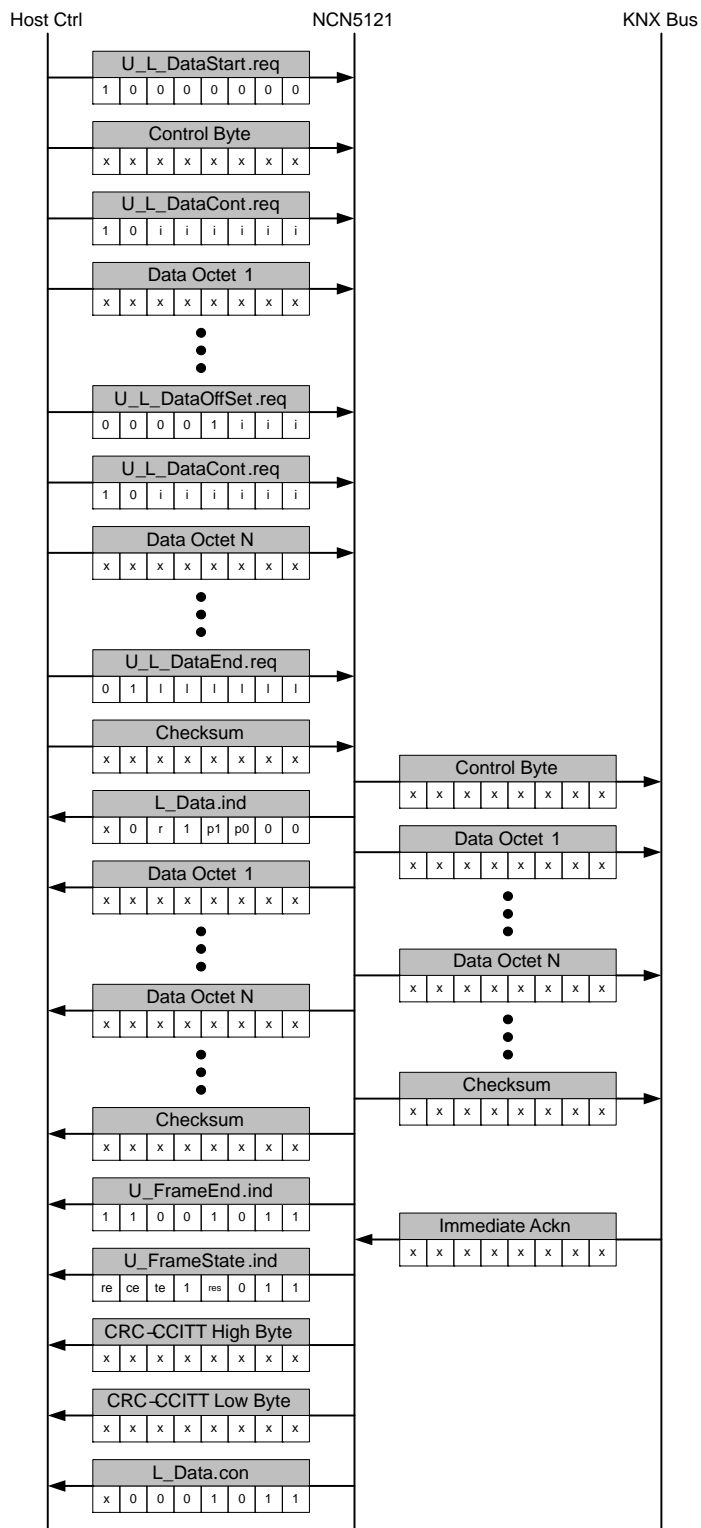 Host Ctrl NCN5121 KNX Bus
U_L_DataStart.req
1 0 0 0 0 0 0 0
Control Byte
x x x x x x x x
U_L_DataCont.req
1 0 i i i i i i
Data Octet 1
x x x x x x x x
U_L_DataOffSet.req
0 0 0 0 1 i i i
U_L_DataCont.req
1 0 i i i i i i
Data Octet N
x x x x x x x x
U_L_DataEnd.req
0 1 l l l l l l
Checksum
x x x x x x x x
Control Byte
x x x x x x x x
L_Data.ind
x 0 r 1 p1 p0 0 0
Data Octet 1
x x x x x x x x
Data Octet 1
x x x x x x x x
Data Octet N
x x x x x x x x
Data Octet N
x x x x x x x x
Checksum
x x x x x x x x
Checksum
x x x x x x x x
U_FrameEnd.ind
1 1 0 0 1 0 1 1
Immediate Ackn
x x x x x x x x
U_FrameState.ind
re ce te 1 res 0 1 1
CRC-CCITT High Byte
x x x x x x x x
CRC-CCITT Low Byte
x x x x x x x x
L_Data.con
x 0 0 0 1 0 1 1